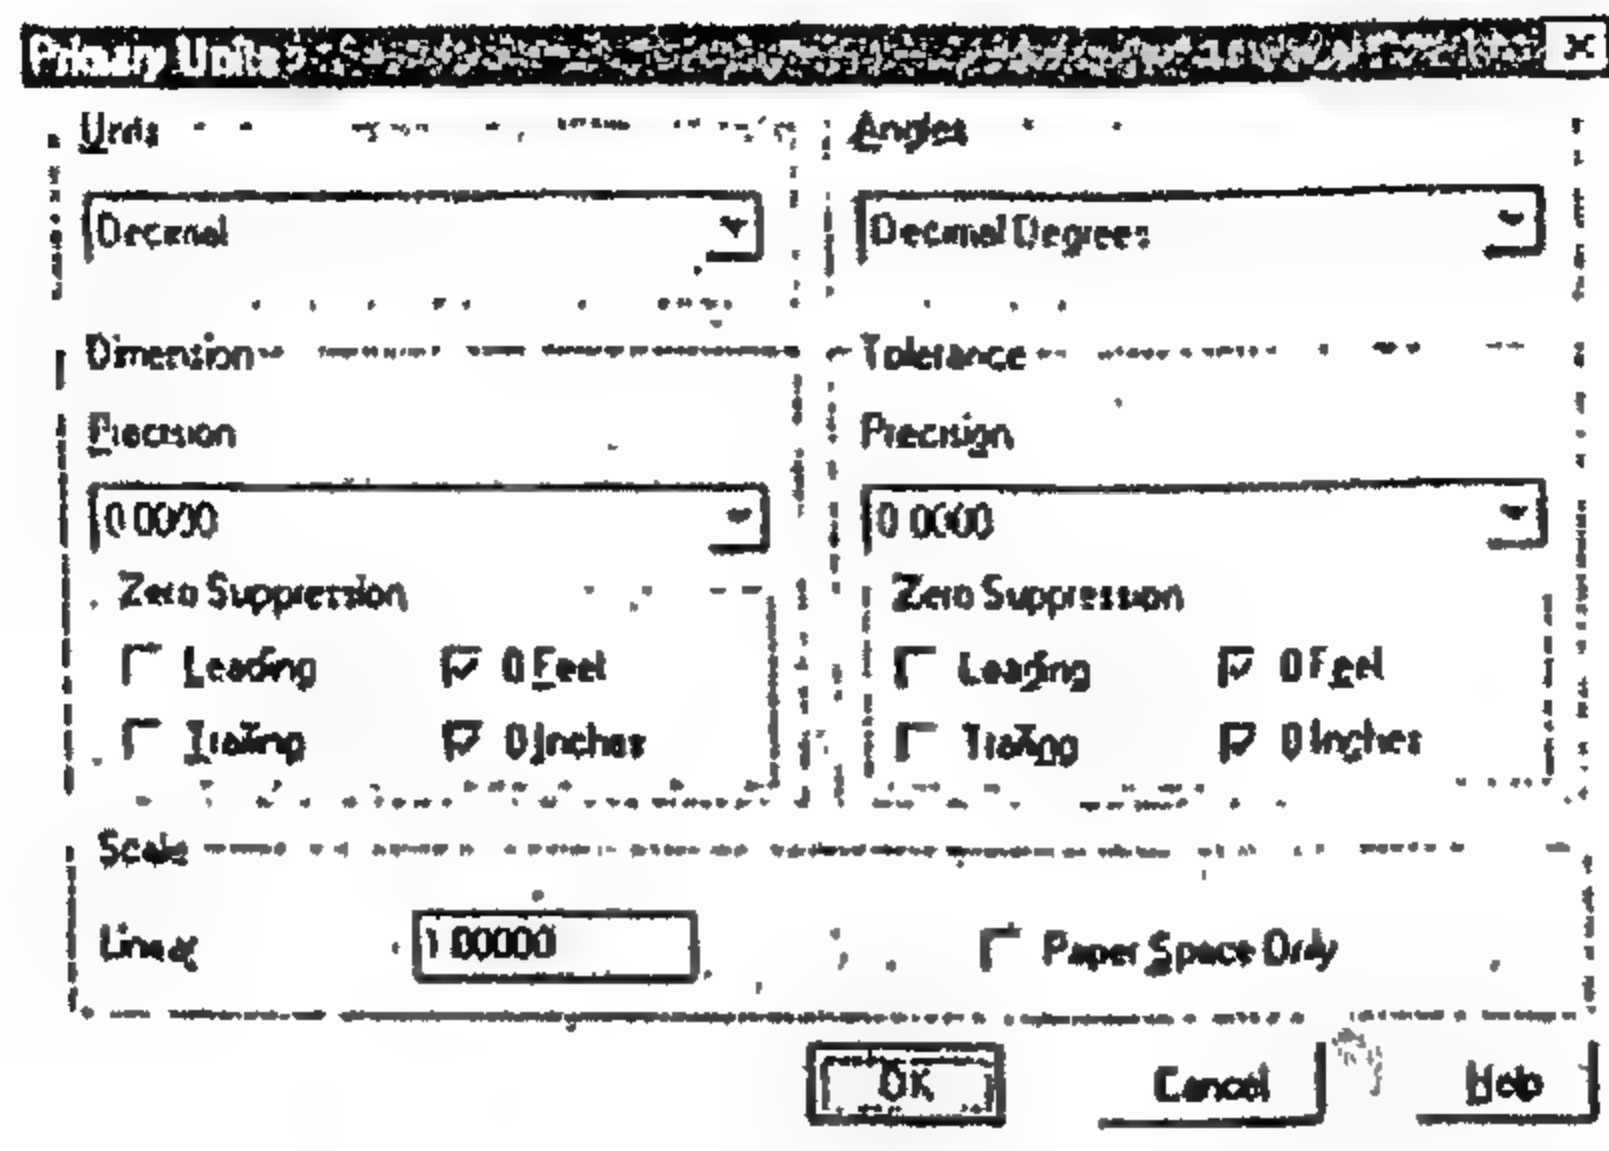 Primary Units
Units Angles
Decimal Decimal Degrees
Dimension Tolerance
Precision Precision
0 0000 0 0000
Zero Suppression Zero Suppression
Leading 0 Feet Leading 0 Feet
Trailing 0 Inches Trailing 0 Inches
Scale
Linear 1 00000 Paper Space Only
OK Cancel Help